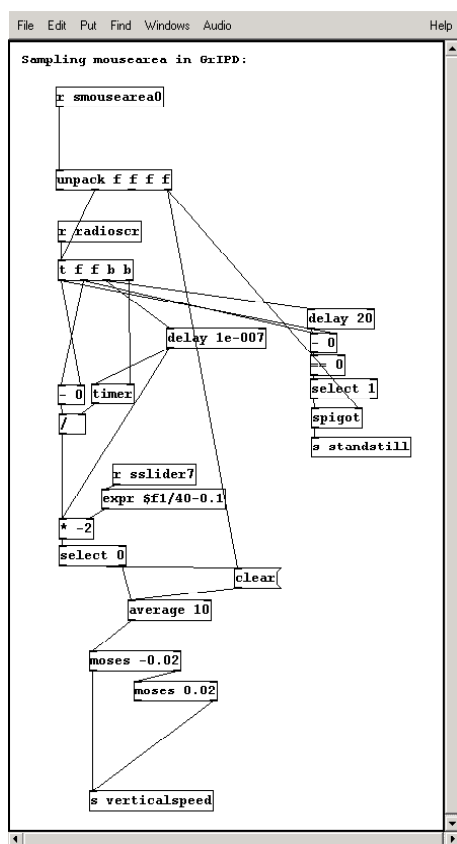 File Edit Put Find Windows Audio Help
Sampling mousearea in GrIPD:
r smousearea0
unpack f f f f
r radioscr
t f f b b
delay 20
delay 1e-007
- 0
== 0
- 0
timer
select 1
/
spigot
s standstill
r sslider7
expr $f1/40-0.1
* -2
select 0
clear
average 10
moses -0.02
moses 0.02
s verticalspeed